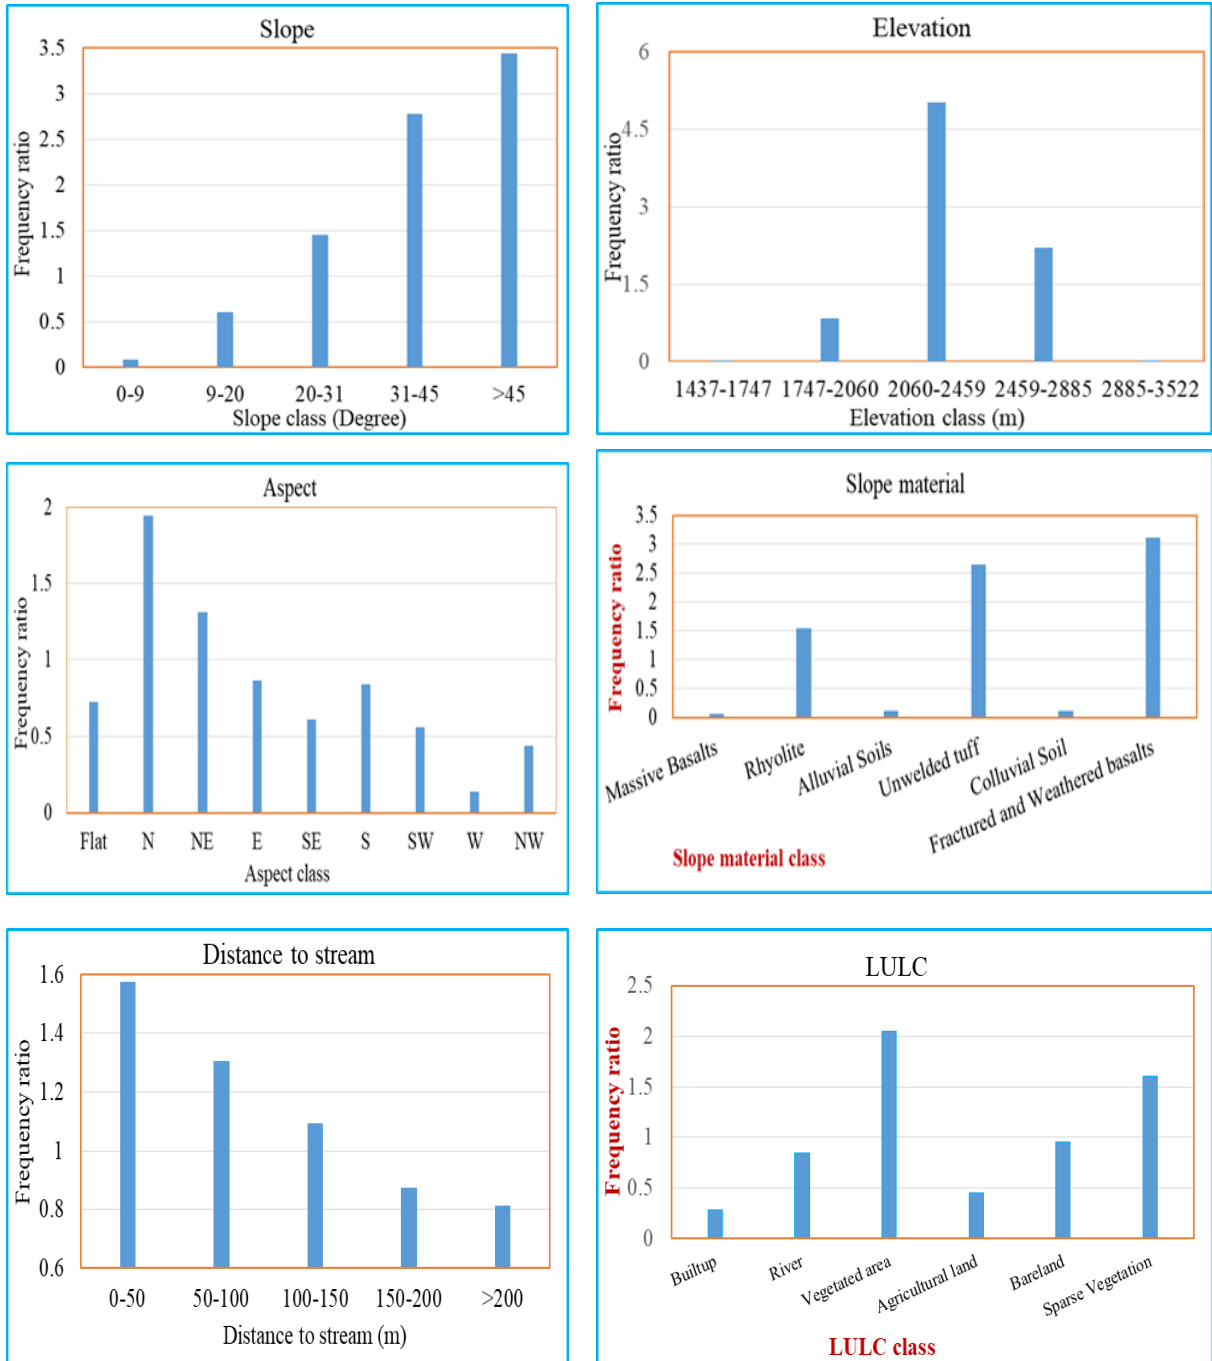 Slope
Frequency ratio
3.5
3
2.5
2
1.5
1
0.5
0
0-9 9-20 20-31 31-45 >45
Slope class (Degree)
Elevation
Frequency ratio
6
4.5
3
1.5
0
1437-1747 1747-2060 2060-2459 2459-2885 2885-3522
Elevation class (m)
Aspect
Frequency ratio
2
1.5
1
0.5
0
Flat N NE E SE S SW W NW
Aspect class
Slope material
Frequency ratio
3.5
3
2.5
2
1.5
1
0.5
0
Massive Basalts
Rhyolite
Alluvial Soils
Unwelded tuff
Colluvial Soil
Fractured and Weathered basalts
Slope material class
Distance to stream
Frequency ratio
1.6
1.4
1.2
1
0.8
0.6
0-50 50-100 100-150 150-200 >200
Distance to stream (m)
LULC
Frequency ratio
2.5
2
1.5
1
0.5
0
Builtup
River
Vegetated area
Agricultural land
Bareland
Sparse Vegetation
LULC class